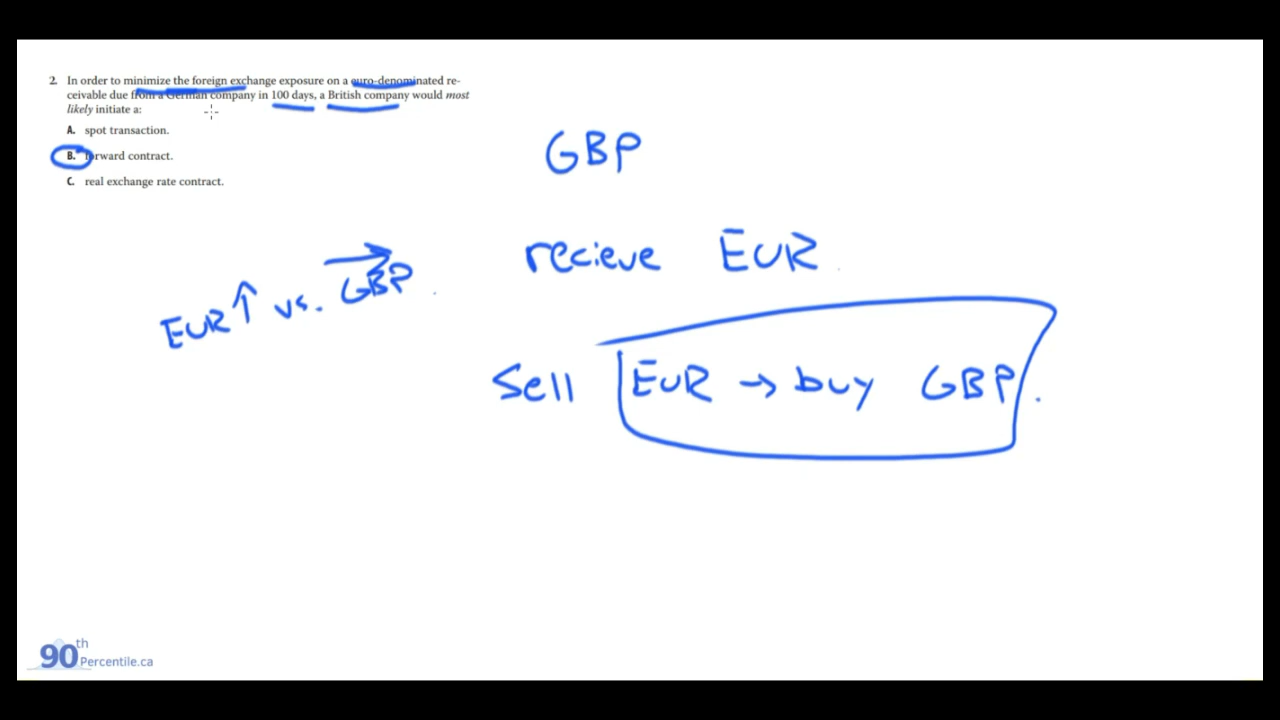 2. In order to minimize the foreign exchange exposure on a euro-denominated re-
ceivable due from a German company in 100 days, a British company would most
likely initiate a:
A. spot transaction.
B. forward contract.
C. real exchange rate contract.
GBP
recieve EUR
EUR↑ vs. GBP
Sell EUR → buy GBP.
90th
Percentile.ca